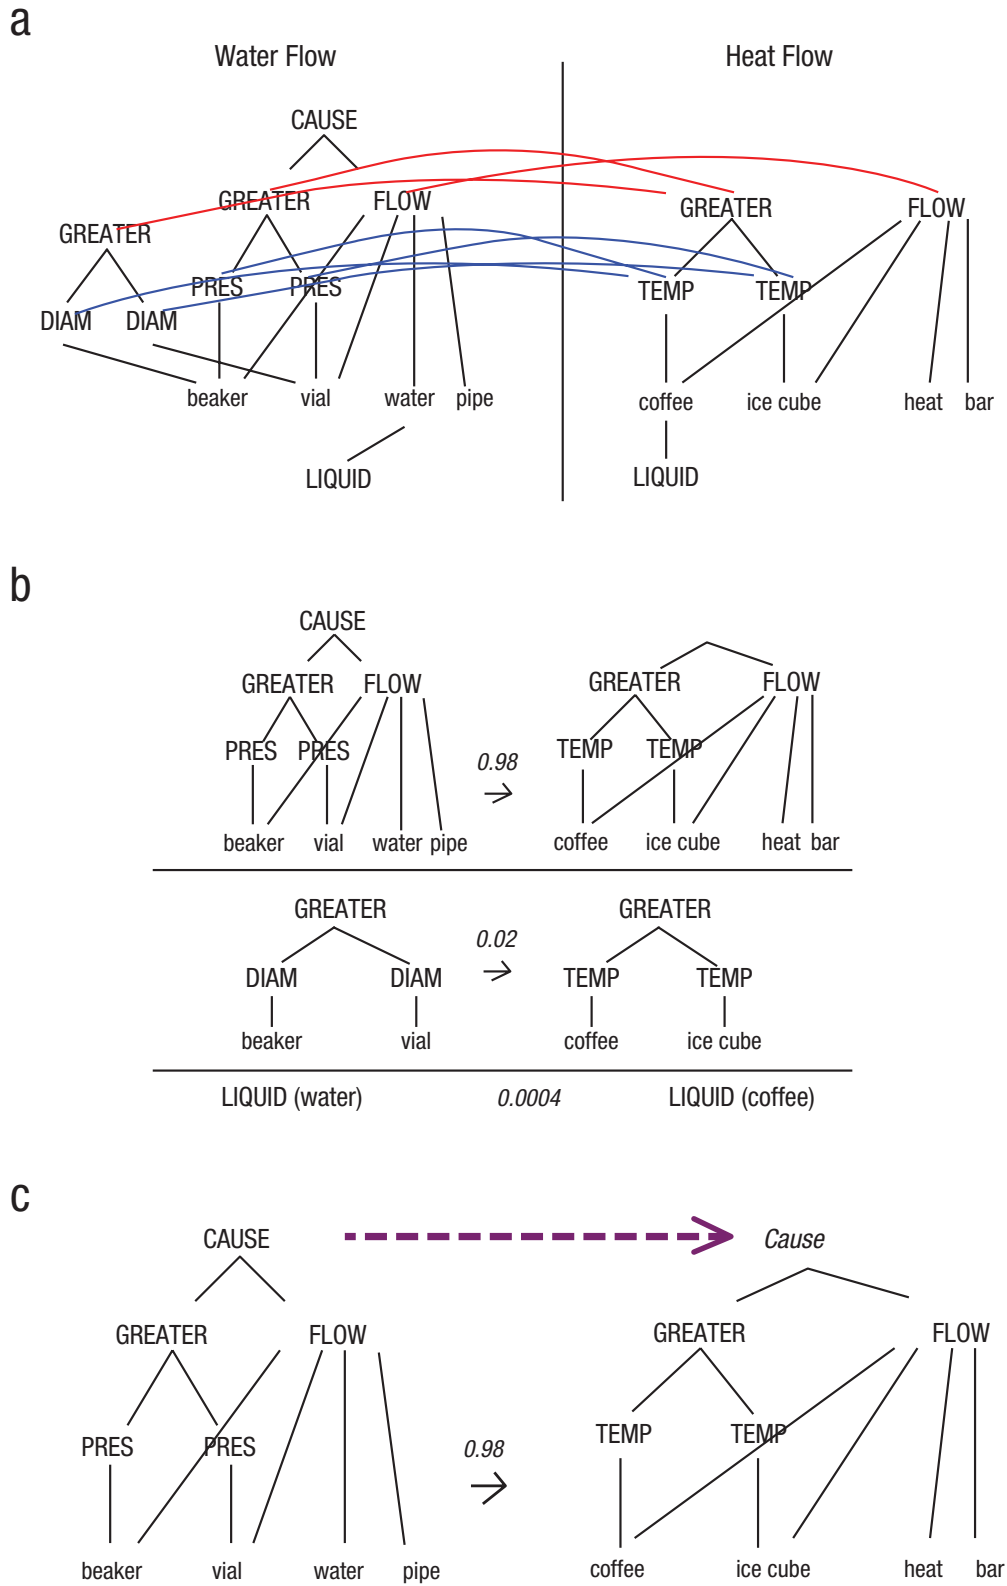 a
Water Flow Heat Flow
CAUSE
GREATER FLOW GREATER FLOW
GREATER
PRES PRES TEMP TEMP
DIAM DIAM
beaker vial water pipe coffee ice cube heat bar
LIQUID LIQUID
b
CAUSE
GREATER FLOW GREATER FLOW
PRES PRES TEMP TEMP
0.98
beaker vial water pipe coffee ice cube heat bar
GREATER GREATER
0.02
DIAM DIAM TEMP TEMP
beaker vial coffee ice cube
LIQUID (water) 0.0004 LIQUID (coffee)
c
CAUSE Cause
GREATER FLOW GREATER FLOW
PRES PRES TEMP TEMP
0.98
beaker vial water pipe coffee ice cube heat bar